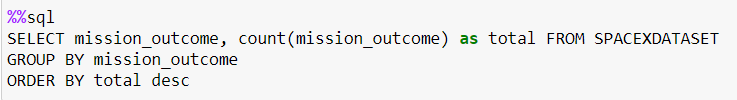 %%sql
SELECT mission_outcome, count(mission_outcome) as total FROM SPACEXDATASET
GROUP BY mission_outcome
ORDER BY total desc